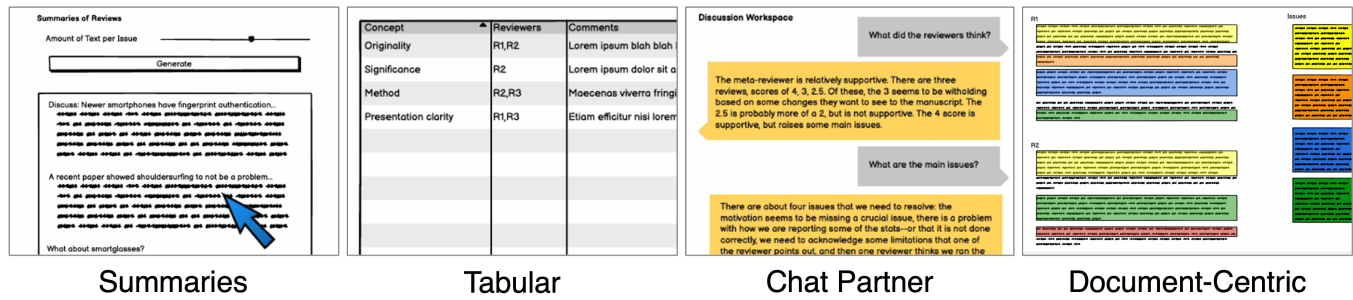 Summaries of Reviews
Amount of Text per Issue
Generate
Discuss: Newer smartphones have fingerprint authentication...
A recent paper showed shouldersurfing to not be a problem...
What about smartglasses?
Summaries
Concept Reviewers Comments
Originality R1,R2 Lorem ipsum blah blah
Significance R2 Lorem ipsum dolor sit a
Method R2,R3 Maecenas viverra fringi
Presentation clarity R1,R3 Etiam efficitur nisi lorem
Tabular
Discussion Workspace
What did the reviewers think?
The meta-reviewer is relatively supportive. There are three
reviews, scores of 4, 3, 2.5. Of these, the 3 seems to be witholding
based on some changes they want to see to the manuscript. The
2.5 is probably more of a 2, but is not supportive. The 4 score is
supportive, but raises some main issues.
What are the main issues?
There are about four issues that we need to resolve: the
motivation seems to be missing a crucial issue, there is a problem
with how we are reporting some of the stats--or that it is not done
correctly, we need to acknowledge some limitations that one of
the reviewer points out, and then one reviewer thinks we ran the
Chat Partner
R1
Issues
R2
Document-Centric